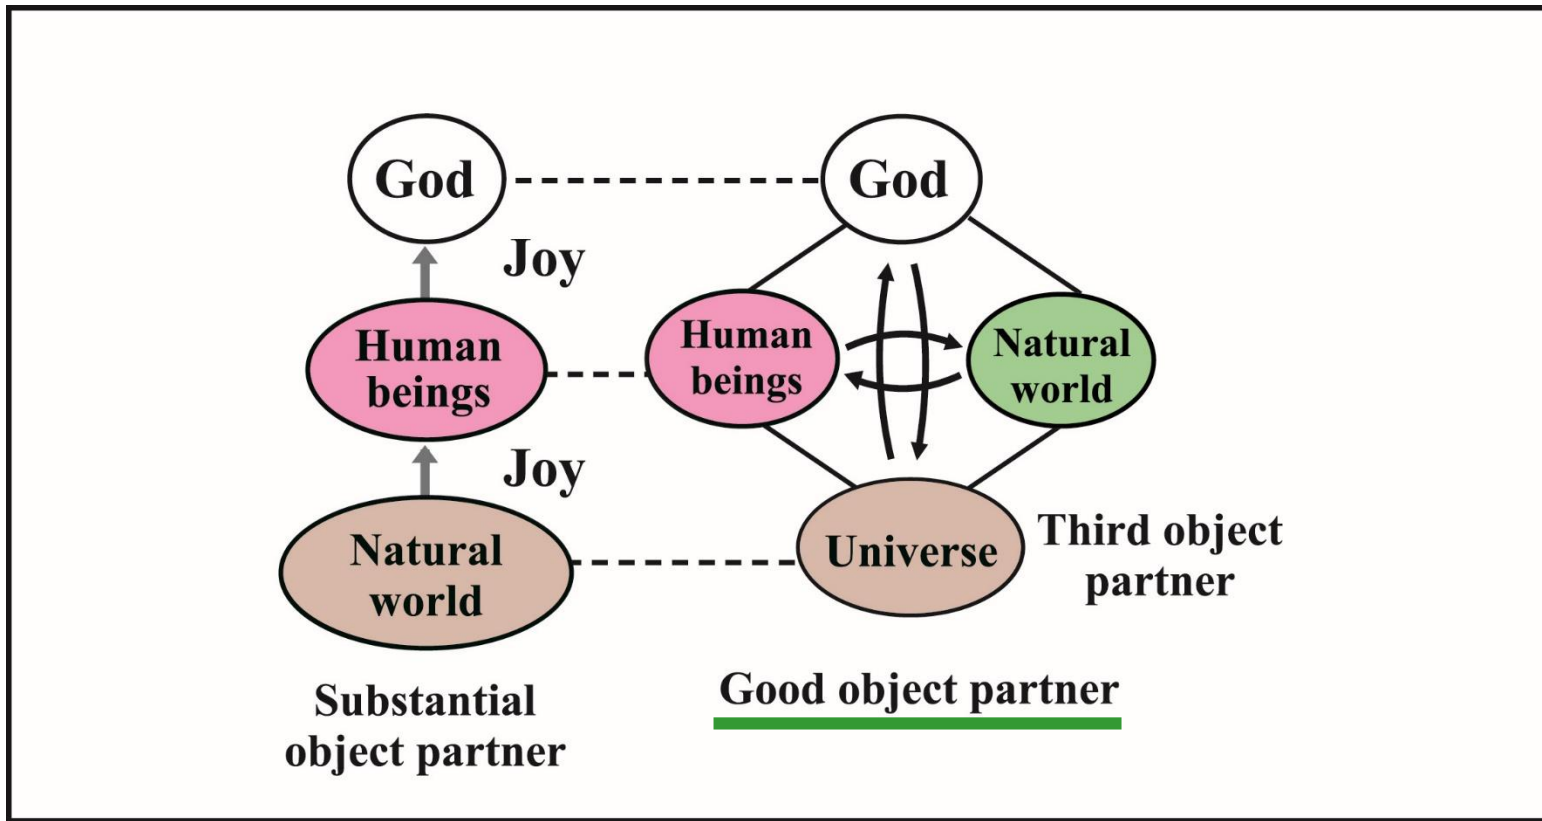 God
God
Joy
Human
beings
Human
beings
Natural
world
Joy
Natural
world
Universe
Third object
partner
Substantial
object partner
Good object partner